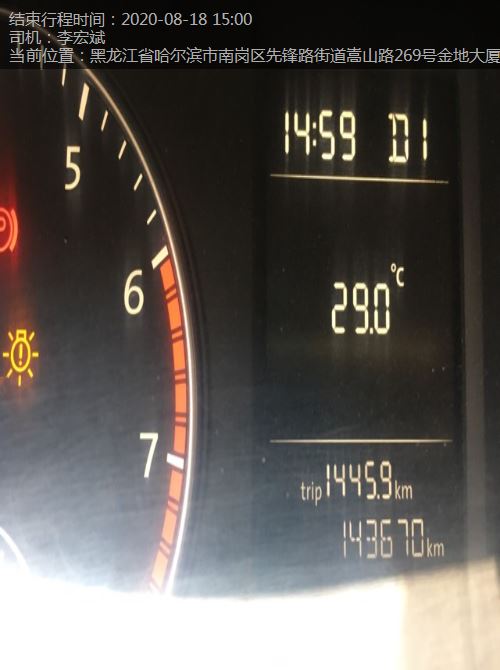 结束行程时间：2020-08-18 15:00
司机：李宏斌
当前位置：黑龙江省哈尔滨市南岗区先锋路街道嵩山路269号金地大厦
14:59 D1
5
6
29.0 °C
7
trip 1445.9 km
143670 km